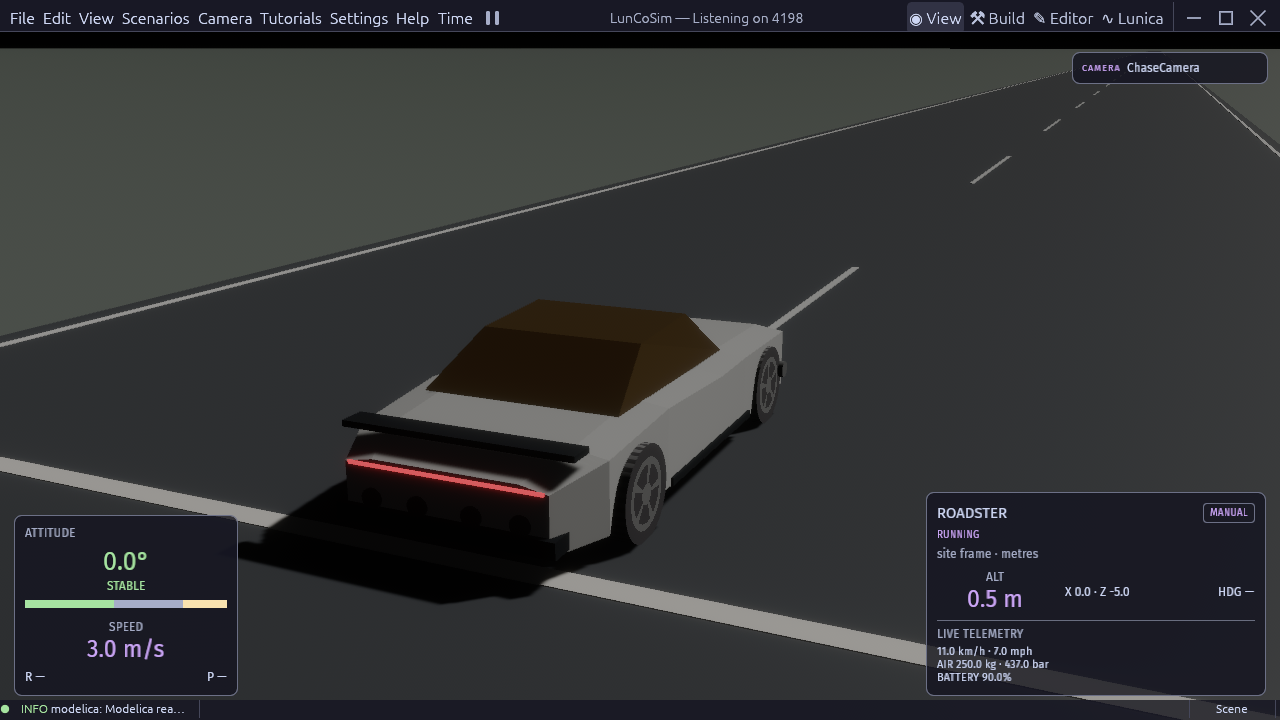 File Edit View Scenarios Camera Tutorials Settings Help Time
LunCoSim — Listening on 4198
View Build Editor Lunica
CAMERA ChaseCamera
ATTITUDE
0.0°
STABLE
SPEED
3.0 m/s
R — P —
ROADSTER MANUAL
RUNNING
site frame · metres
ALT
0.5 m
X 0.0 · Z -5.0
HDG —
LIVE TELEMETRY
11.0 km/h · 7.0 mph
AIR 250.0 kg · 437.0 bar
BATTERY 90.0%
INFO modelica: Modelica rea…
Scene